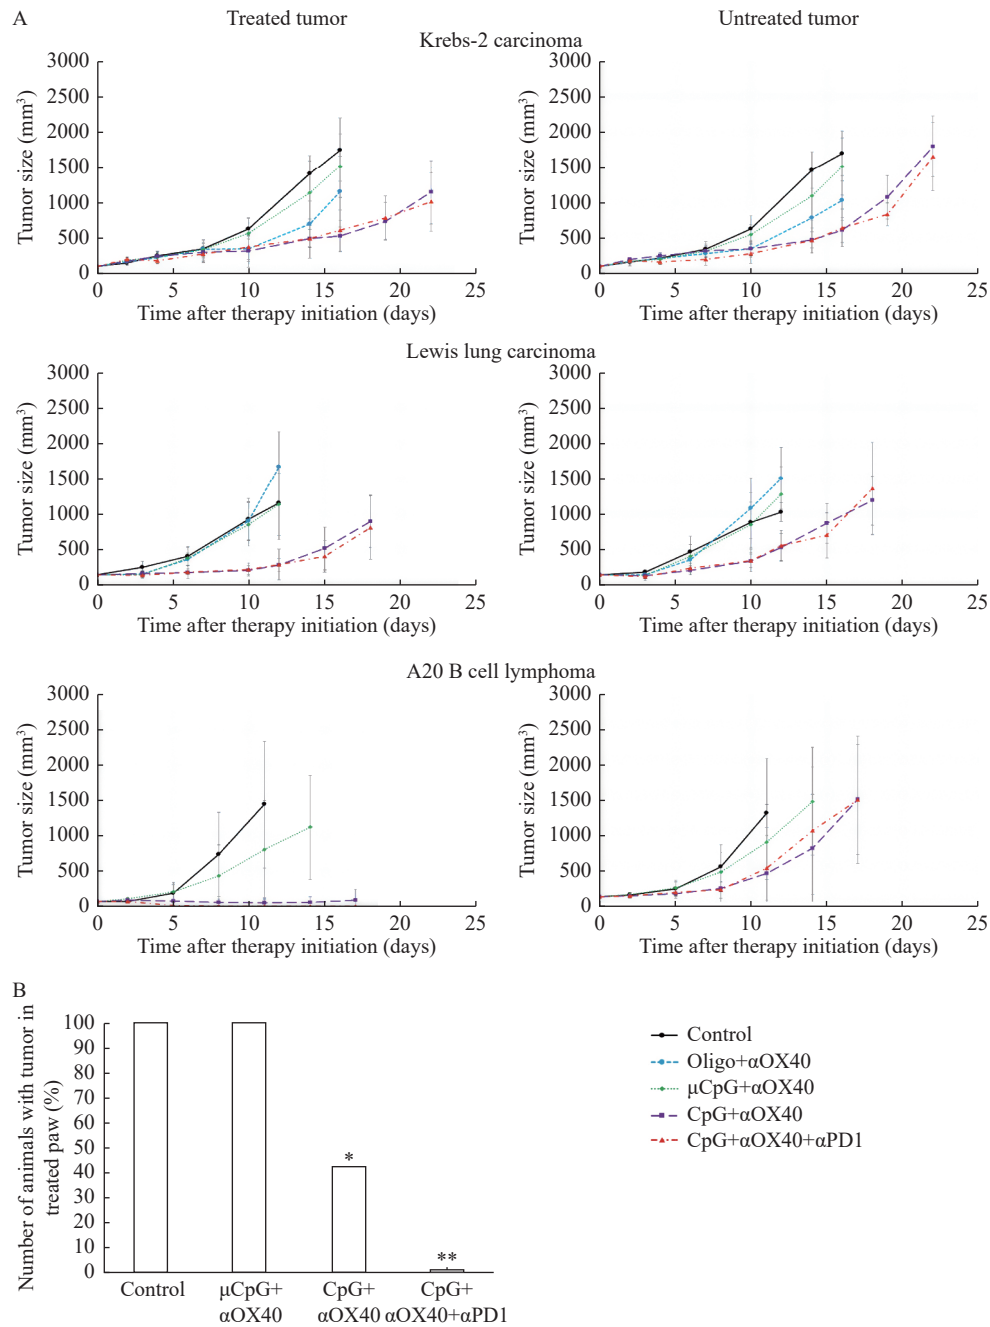 A
Treated tumor
Untreated tumor
Krebs-2 carcinoma
Tumor size (mm³)
3000
2500
2000
1500
1000
500
0
0 5 10 15 20 25
Time after therapy initiation (days)
Tumor size (mm³)
3000
2500
2000
1500
1000
500
0
0 5 10 15 20 25
Time after therapy initiation (days)
Lewis lung carcinoma
Tumor size (mm³)
3000
2500
2000
1500
1000
500
0
0 5 10 15 20 25
Time after therapy initiation (days)
Tumor size (mm³)
3000
2500
2000
1500
1000
500
0
0 5 10 15 20 25
Time after therapy initiation (days)
A20 B cell lymphoma
Tumor size (mm³)
3000
2500
2000
1500
1000
500
0
0 5 10 15 20 25
Time after therapy initiation (days)
Tumor size (mm³)
3000
2500
2000
1500
1000
500
0
0 5 10 15 20 25
Time after therapy initiation (days)
B
Number of animals with tumor in
treated paw (%)
100
90
80
70
60
50
40
30
20
10
0
*
**
Control
μCpG+
αOX40
CpG+
αOX40
CpG+
αOX40+αPD1
Control
Oligo+αOX40
μCpG+αOX40
CpG+αOX40
CpG+αOX40+αPD1